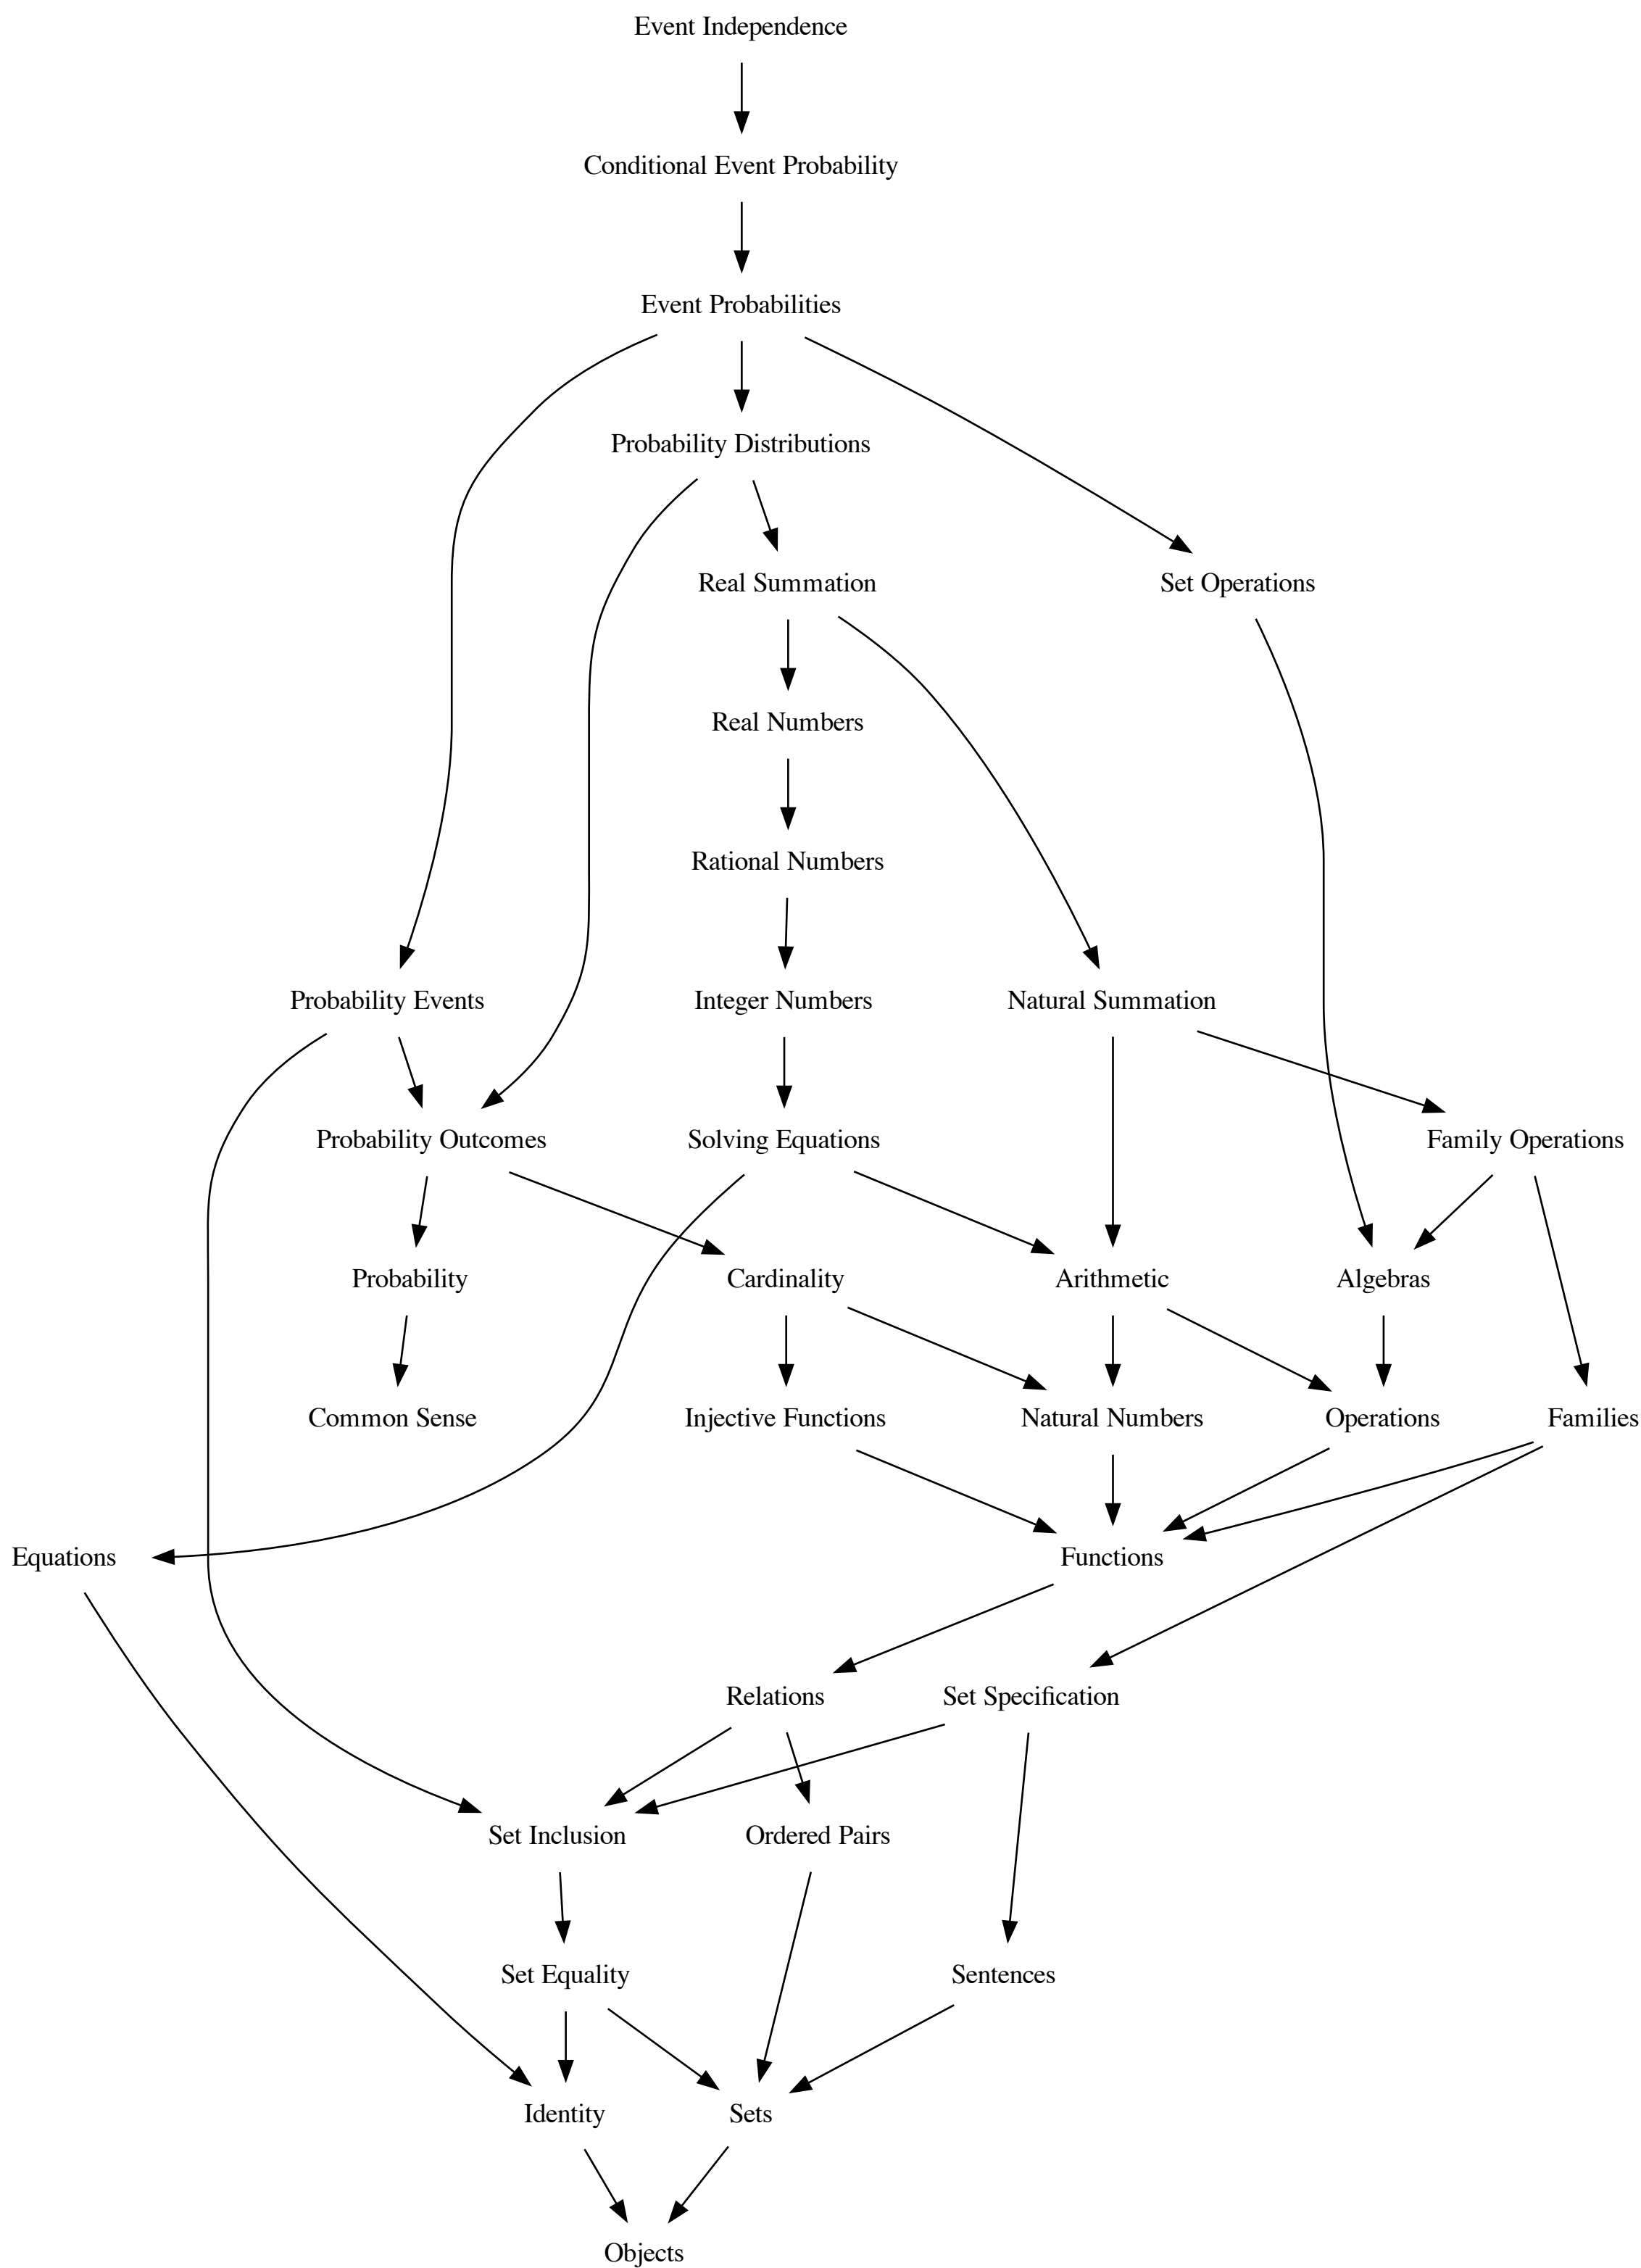 Event Independence
Conditional Event Probability
Event Probabilities
Probability Distributions
Real Summation
Set Operations
Real Numbers
Rational Numbers
Probability Events
Integer Numbers
Natural Summation
Probability Outcomes
Solving Equations
Family Operations
Probability
Cardinality
Arithmetic
Algebras
Common Sense
Injective Functions
Natural Numbers
Operations
Families
Equations
Functions
Relations
Set Specification
Set Inclusion
Ordered Pairs
Set Equality
Sentences
Identity
Sets
Objects